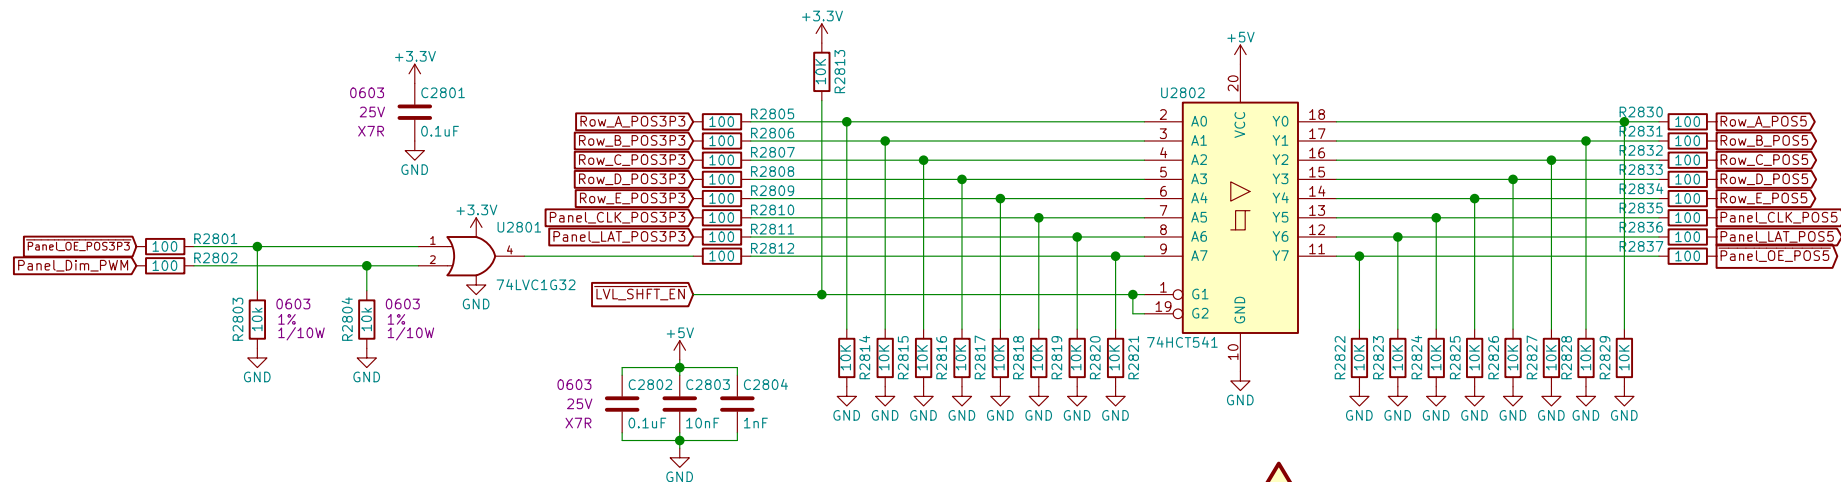 +3.3V
0603
25V
X7R
C2801
0.1uF
GND
Panel_OE_POS3P3
100
R2801
Panel_Dim_PWM
100
R2802
R2803
10k
0603
1%
1/10W
GND
R2804
10k
0603
1%
1/10W
GND
+3.3V
U2801
1
2
4
74LVC1G32
GND
+3.3V
10K
R2813
Row_A_POS3P3
100
R2805
Row_B_POS3P3
100
R2806
Row_C_POS3P3
100
R2807
Row_D_POS3P3
100
R2808
Row_E_POS3P3
100
R2809
Panel_CLK_POS3P3
100
R2810
Panel_LAT_POS3P3
100
R2811
100
R2812
LVL_SHFT_EN
+5V
0603
25V
X7R
C2802
0.1uF
C2803
10nF
C2804
1nF
GND
10K
R2814
GND
10K
R2815
GND
10K
R2816
GND
10K
R2817
GND
10K
R2818
GND
10K
R2819
GND
10K
R2820
GND
10K
R2821
GND
+5V
U2802
20
VCC
2 A0 Y0 18
3 A1 Y1 17
4 A2 Y2 16
5 A3 Y3 15
6 A4 Y4 14
7 A5 Y5 13
8 A6 Y6 12
9 A7 Y7 11
1 G1
19 G2
GND
10
74HCT541
GND
R2830
100
Row_A_POS5
R2831
100
Row_B_POS5
R2832
100
Row_C_POS5
R2833
100
Row_D_POS5
R2834
100
Row_E_POS5
R2835
100
Panel_CLK_POS5
R2836
100
Panel_LAT_POS5
R2837
100
Panel_OE_POS5
R2822
10K
GND
R2823
10K
GND
R2824
10K
GND
R2825
10K
GND
R2826
10K
GND
R2827
10K
GND
R2828
10K
GND
R2829
10K
GND